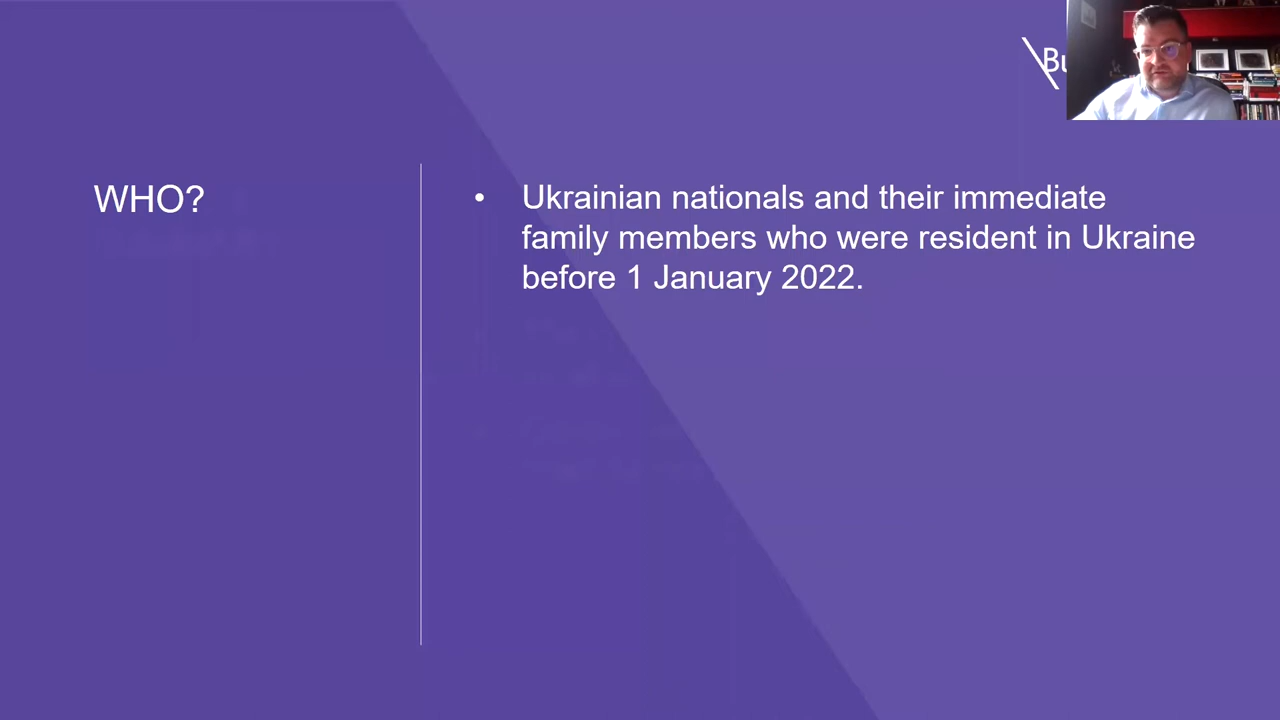 WHO?
• Ukrainian nationals and their immediate
family members who were resident in Ukraine
before 1 January 2022.